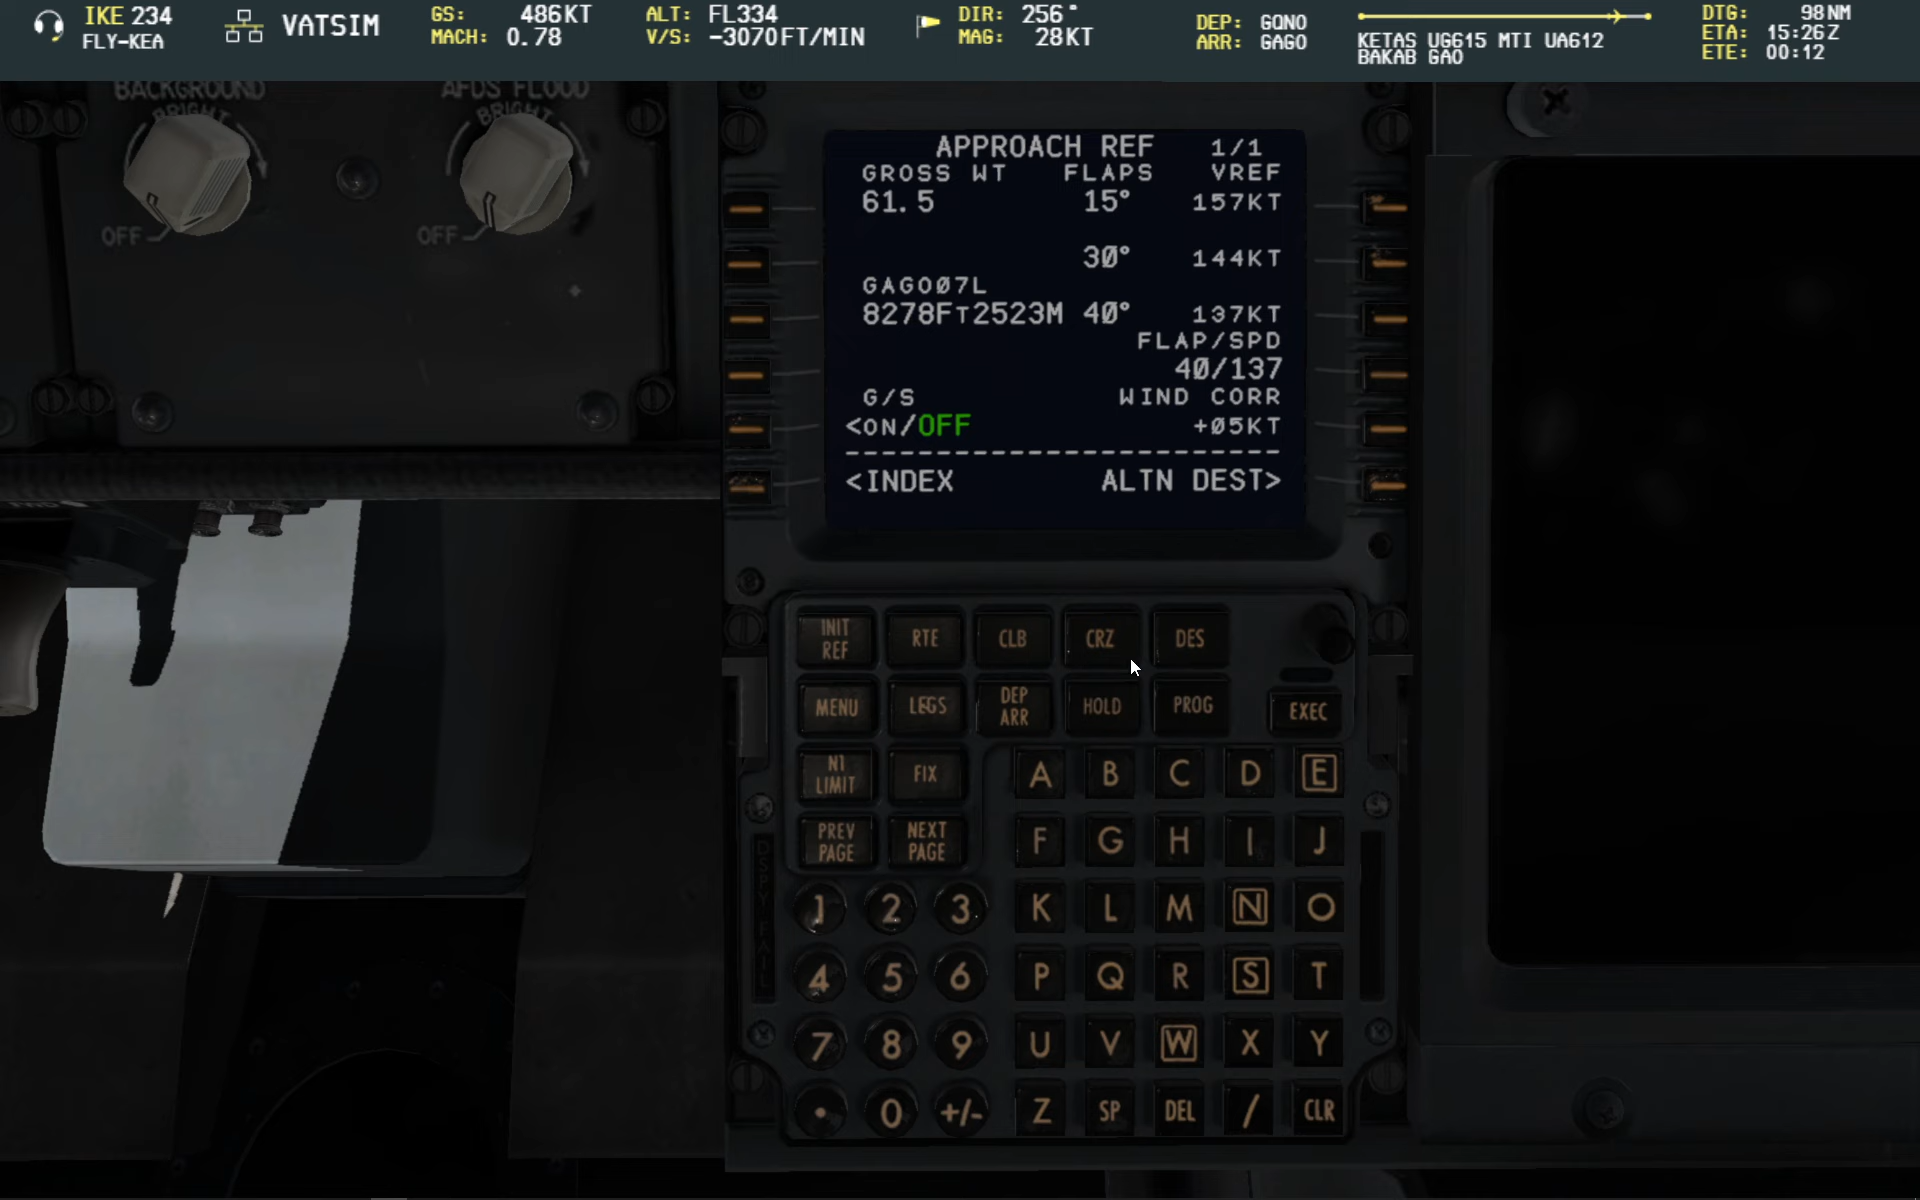 IKE 234
FLY-KEA
VATSIM
GS: 486KT
MACH: 0.78
ALT: FL334
V/S: -3070FT/MIN
DIR: 256°
MAG: 28KT
DEP: GQNO
ARR: GAGO
KETAS UG615 MTI UA612
BAKAB GAO
DTG: 98NM
ETA: 15:26Z
ETE: 00:12
BACKGROUND
BRIGHT
OFF
AFDS FLOOD
BRIGHT
OFF
APPROACH REF 1/1
GROSS WT FLAPS VREF
61.5 15° 157KT
30° 144KT
GAGO07L
8278FT2523M 40° 137KT
FLAP/SPD
40/137
G/S WIND CORR
<ON/OFF +05KT
------------------------
<INDEX ALTN DEST>
INIT REF RTE CLB CRZ DES
MENU LEGS DEP ARR HOLD PROG EXEC
N1 LIMIT FIX A B C D E
PREV PAGE NEXT PAGE F G H I J
1 2 3 K L M N O
4 5 6 P Q R S T
7 8 9 U V W X Y
. 0 +/- Z SP DEL / CLR
DSPY FAIL